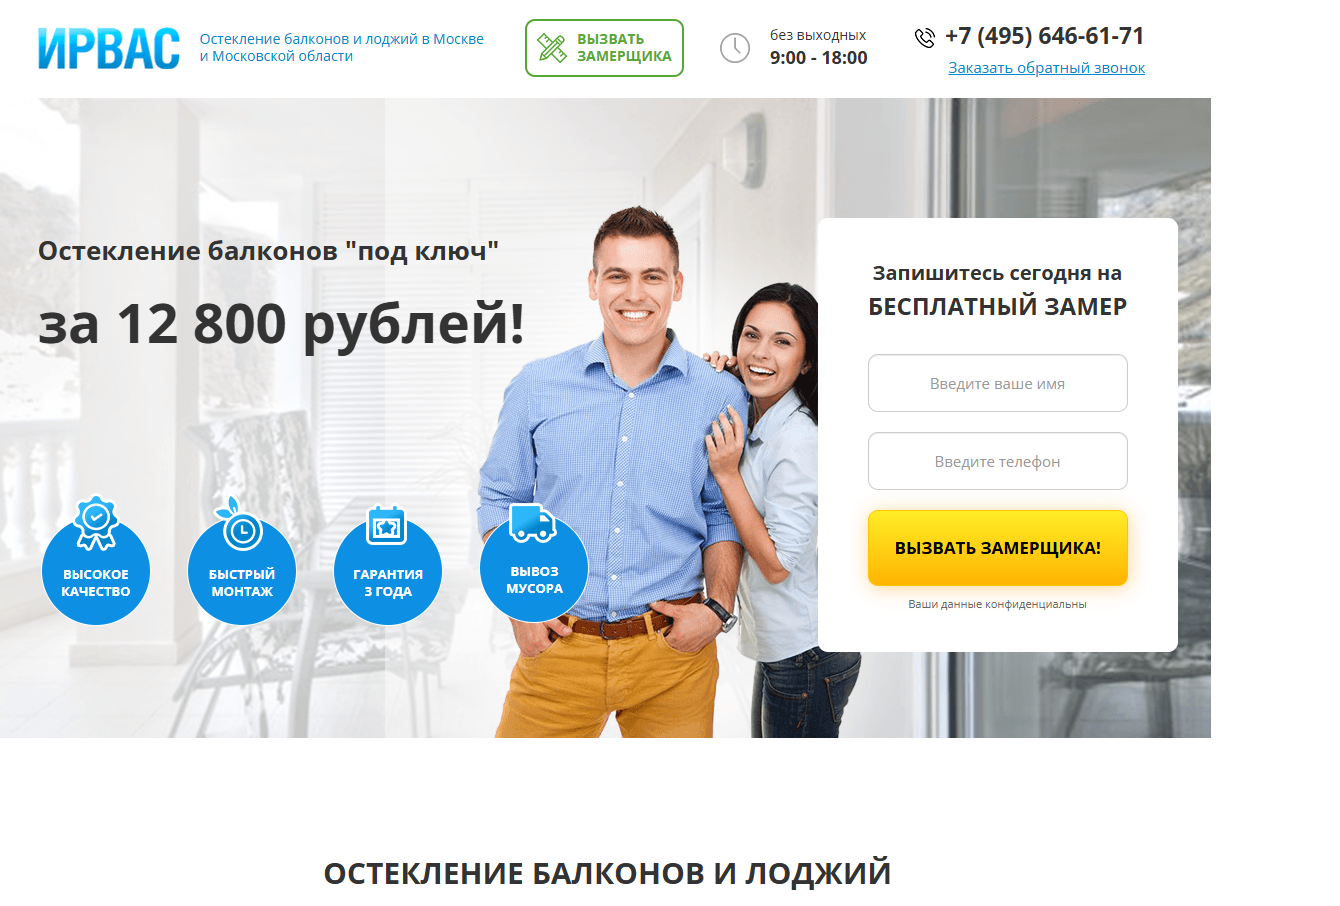 ИРВАС
Остекление балконов и лоджий в Москве
и Московской области
ВЫЗВАТЬ
ЗАМЕРЩИКА
без выходных
9:00 - 18:00
+7 (495) 646-61-71
Заказать обратный звонок
Остекление балконов "под ключ"
за 12 800 рублей!
ВЫСОКОЕ
КАЧЕСТВО
БЫСТРЫЙ
МОНТАЖ
ГАРАНТИЯ
3 ГОДА
ВЫВОЗ
МУСОРА
Запишитесь сегодня на
БЕСПЛАТНЫЙ ЗАМЕР
Введите ваше имя
Введите телефон
ВЫЗВАТЬ ЗАМЕРЩИКА!
Ваши данные конфиденциальны
ОСТЕКЛЕНИЕ БАЛКОНОВ И ЛОДЖИЙ